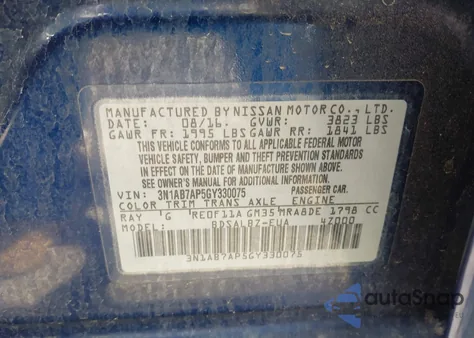 MANUFACTURED BY NISSAN MOTOR CO., LTD.
DATE: 08/16. GVWR: 3823 LBS
GAWR FR: 1995 LBS GAWR RR: 1841 LBS
THIS VEHICLE CONFORMS TO ALL APPLICABLE FEDERAL MOTOR
VEHICLE SAFETY, BUMPER AND THEFT PREVENTION STANDARDS
IN EFFECT ON THE DATE OF MANUFACTURE SHOWN ABOVE.
SEE OWNER'S MANUAL FOR ADDITIONAL INFORMATION
VIN: 3N1AB7AP5GY330075 PASSENGER CAR.
COLOR TRIM TRANS AXLE ENGINE
RAY G RE0F11A GM35 MRA8DE 1798 CC
MODEL: BDSALBZ-EUA 4Z000
3N1AB7AP5GY330075
autoSnap